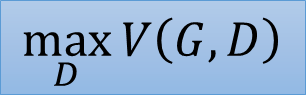 max V(G, D)
D